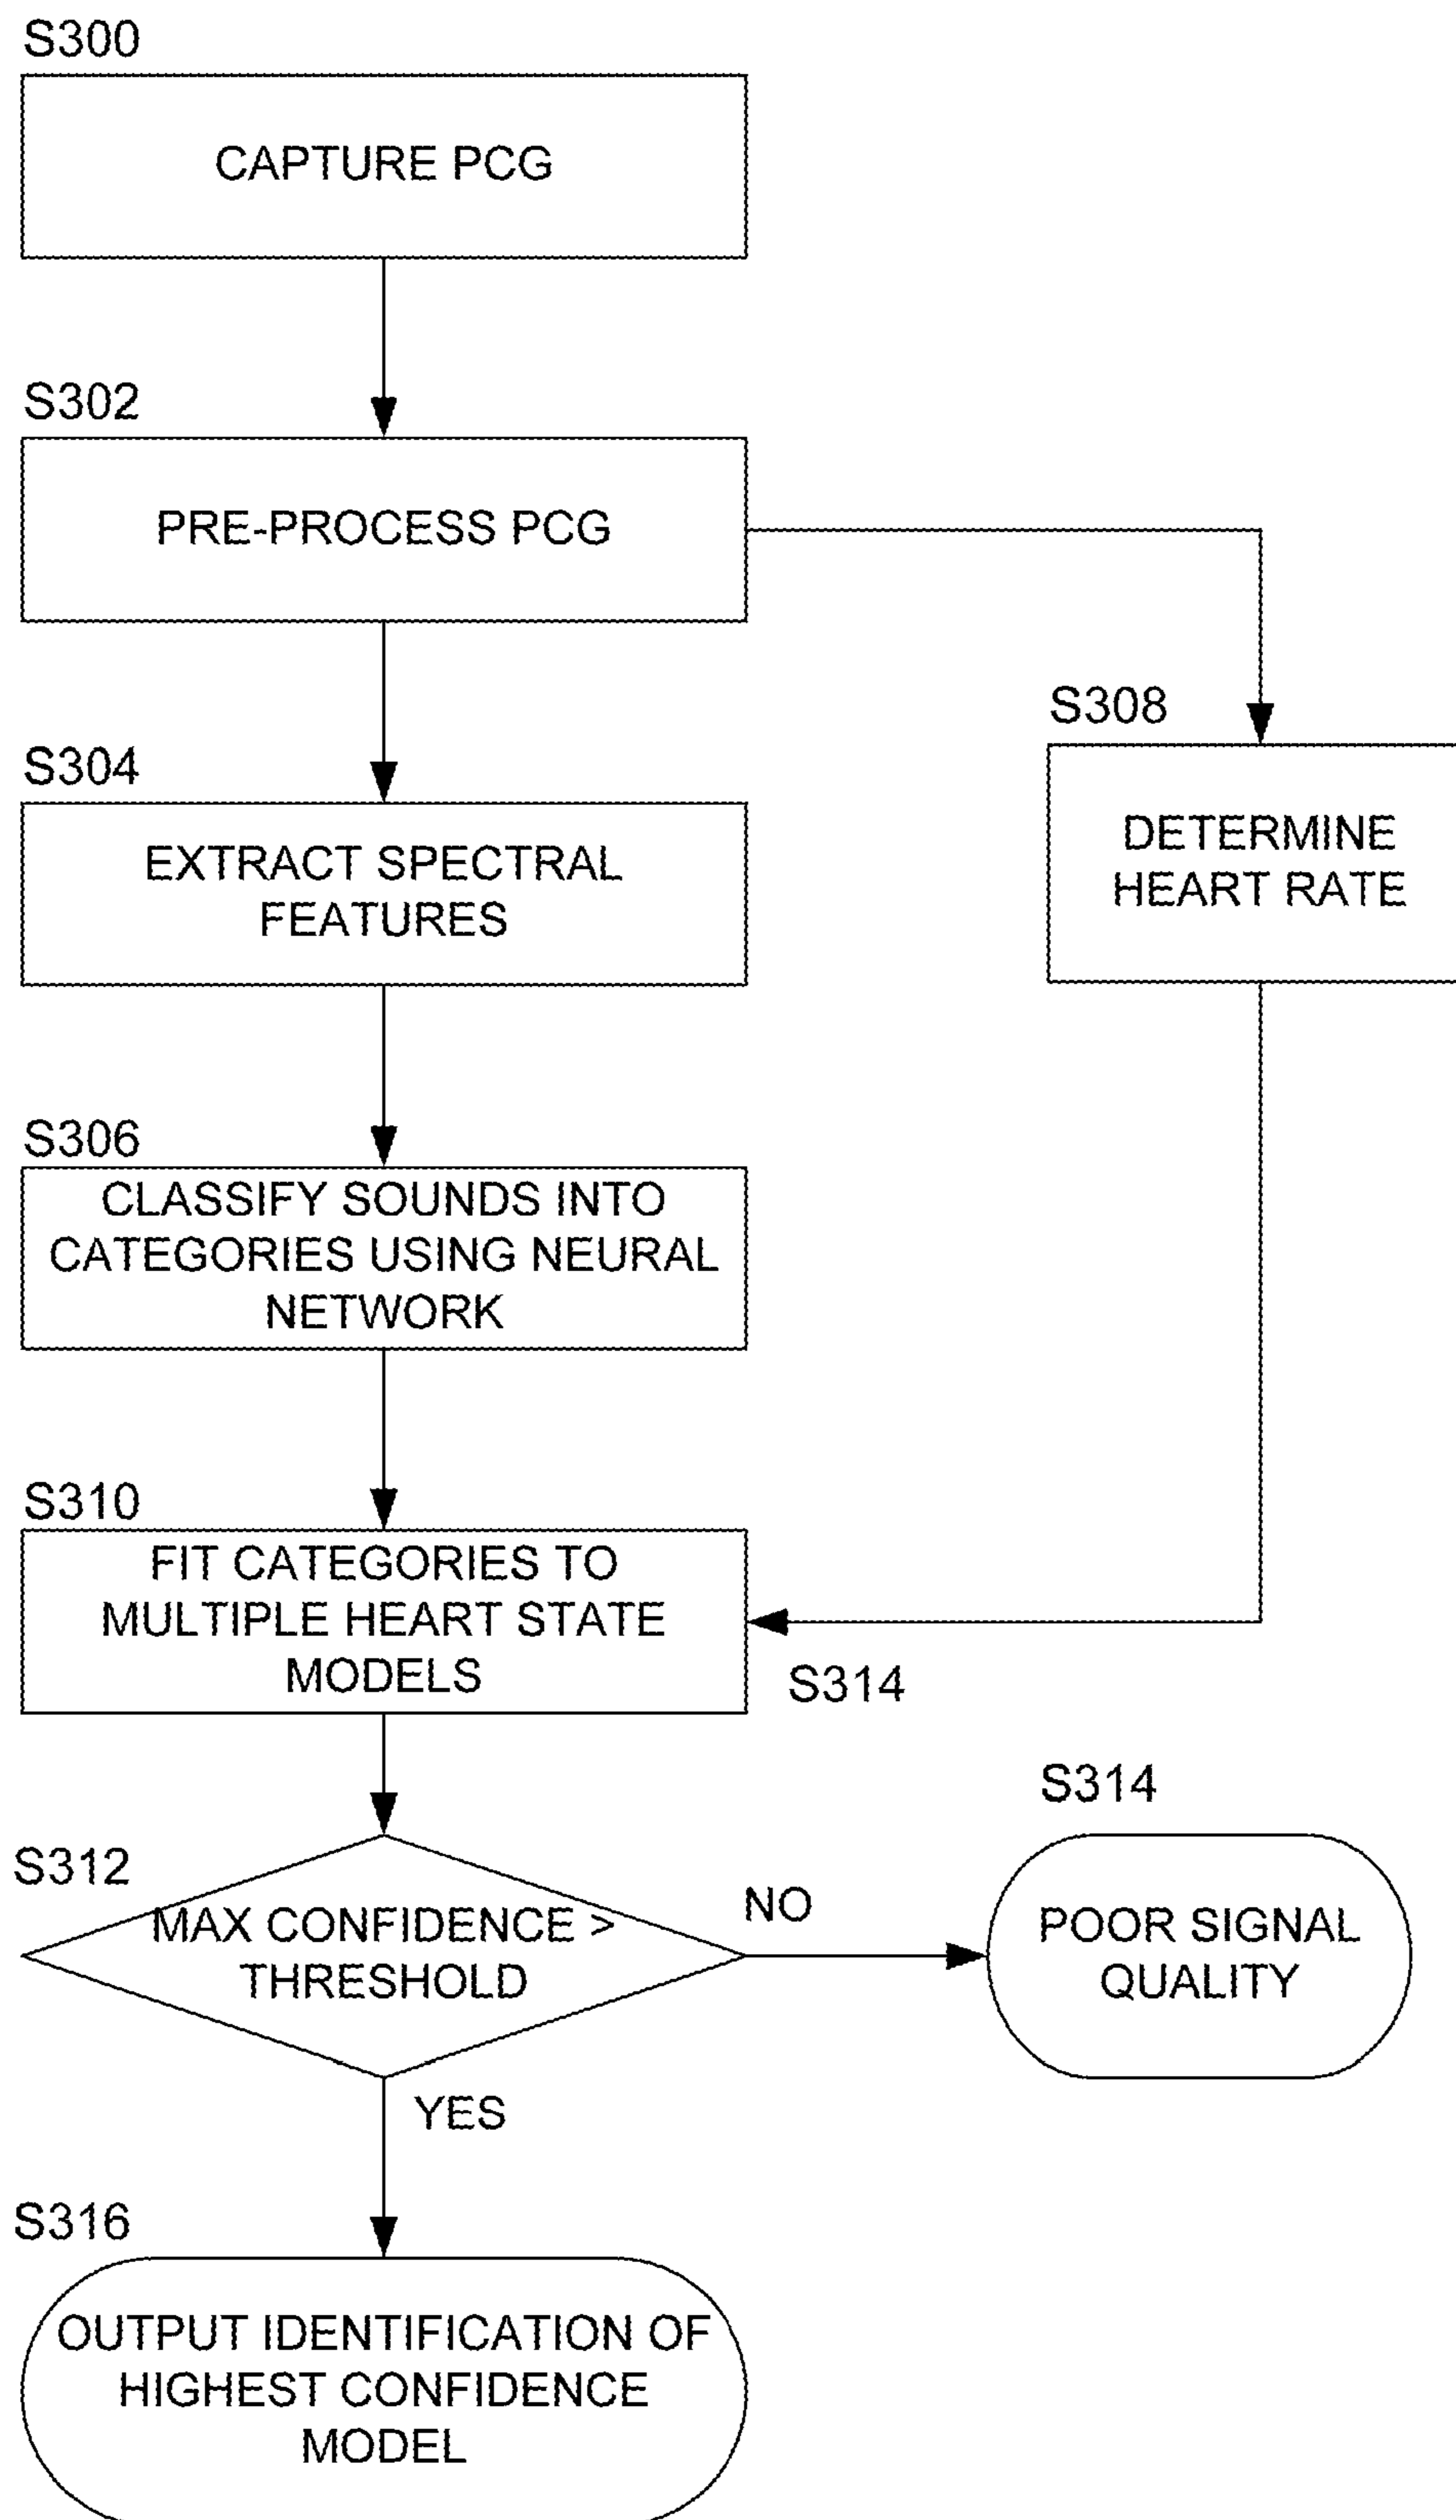 S300
CAPTURE PCG
S302
PRE-PROCESS PCG
S304
EXTRACT SPECTRAL
FEATURES
S308
DETERMINE
HEART RATE
S306
CLASSIFY SOUNDS INTO
CATEGORIES USING NEURAL
NETWORK
S310
FIT CATEGORIES TO
MULTIPLE HEART STATE
MODELS
S314
S312
MAX CONFIDENCE >
THRESHOLD
NO
S314
POOR SIGNAL
QUALITY
YES
S316
OUTPUT IDENTIFICATION OF
HIGHEST CONFIDENCE
MODEL